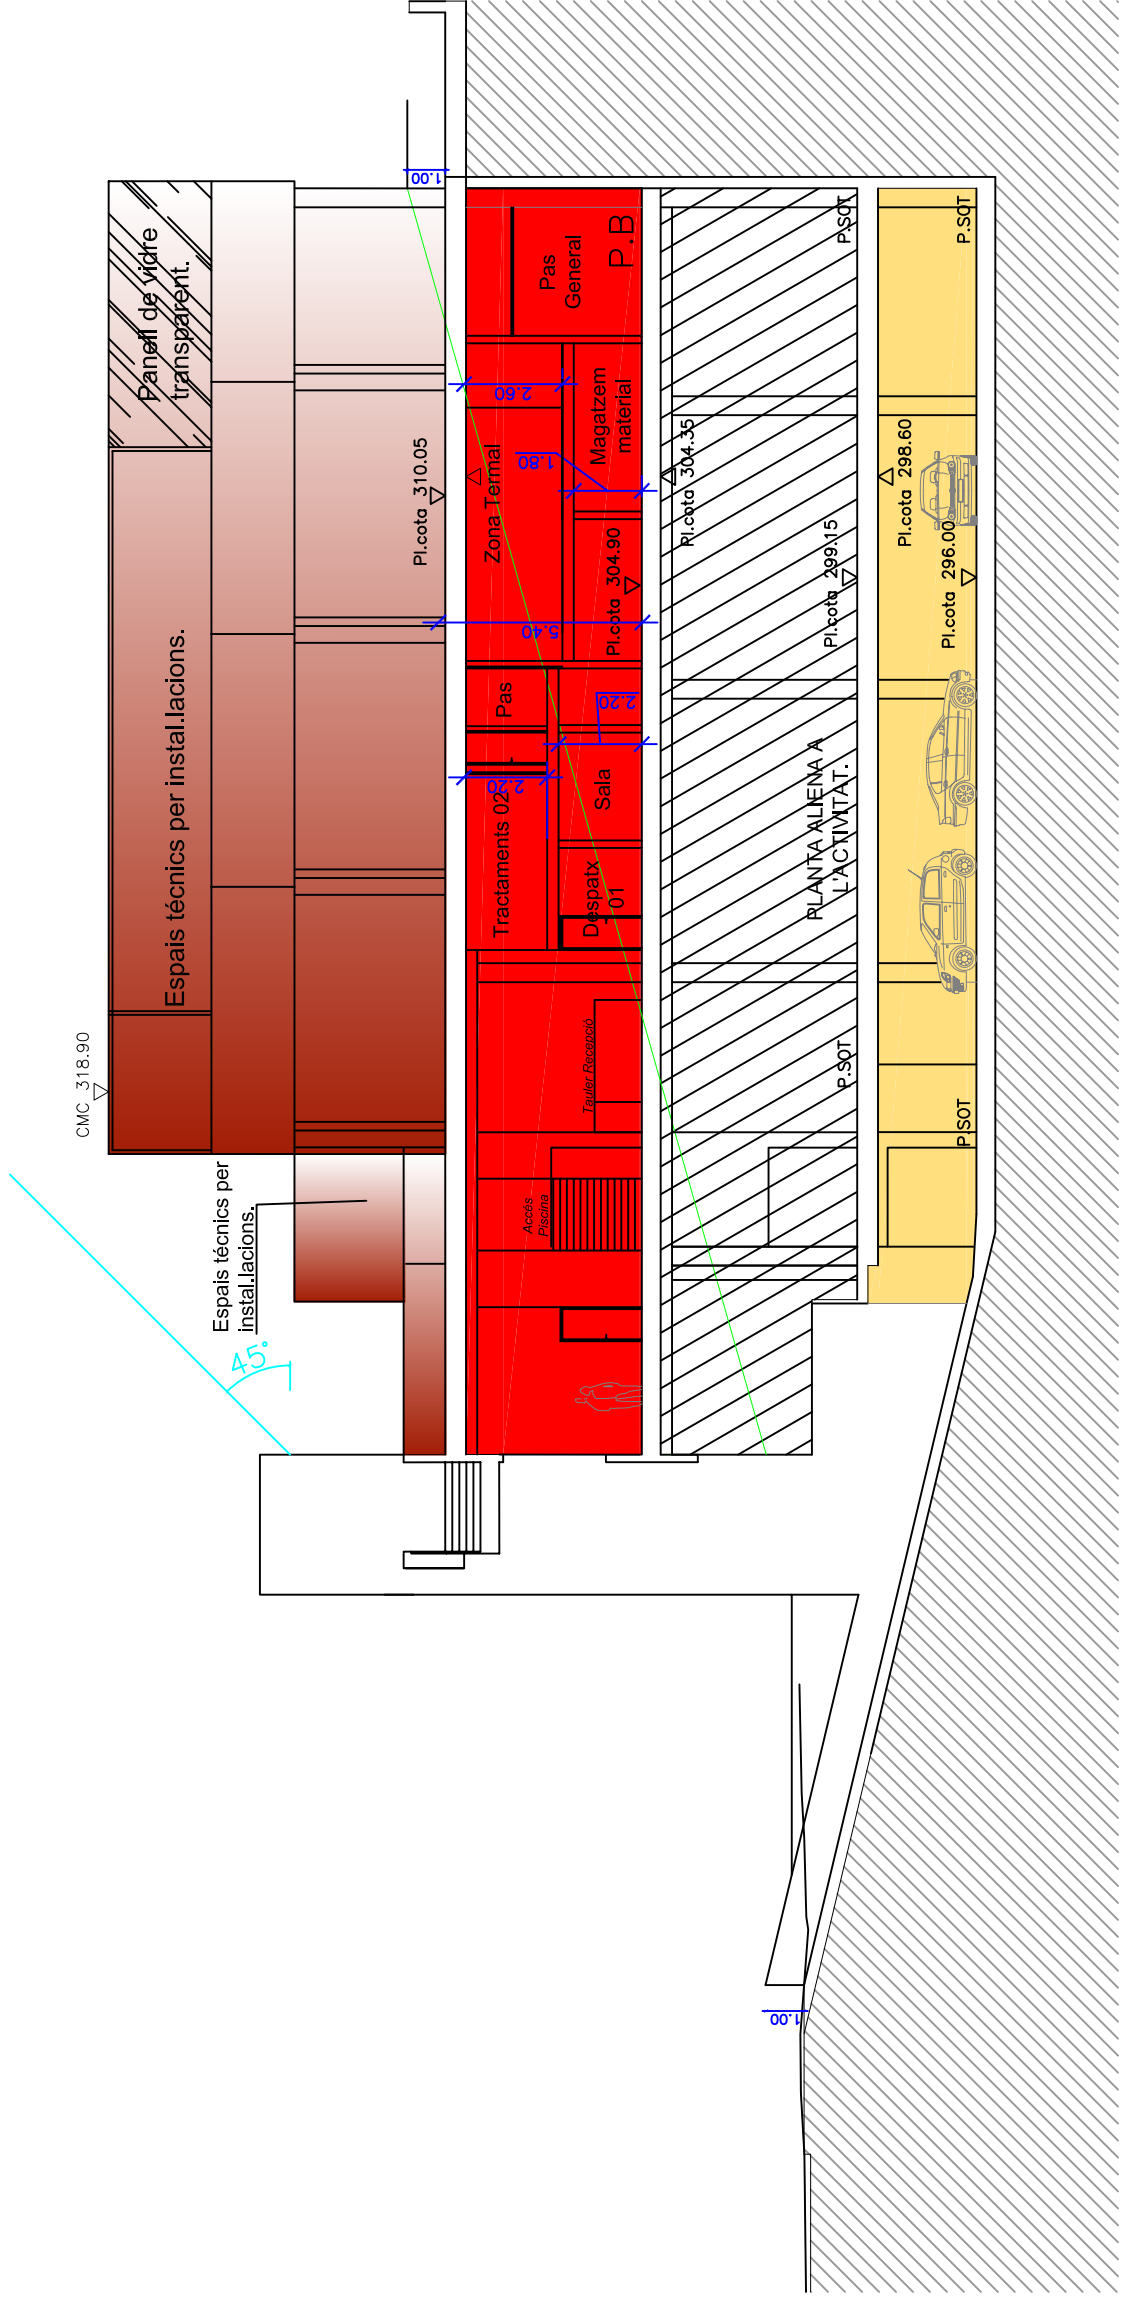 Panell de vidre
transparent.
Espais técnics per instal.lacions.
CMC 318.90
Espais técnics per
instal.lacions.
45°
1.00
Pl.cota 310.05
P.B
Pas
General
2.60
Zona Termal
Magatzem
material
1.80
Pl.cota 304.90
5.40
Pas
2.20
2.20
Tractaments 02
Sala
Despatx
01
Tauler Recepció
Accés
Piscina
Pl.cota 304.35
P.SOT
Pl.cota 299.15
PLANTA ALIENA A
L'ACTIVITAT.
P.SOT
P.SOT
Pl.cota 298.60
Pl.cota 296.00
P.SOT
1.00